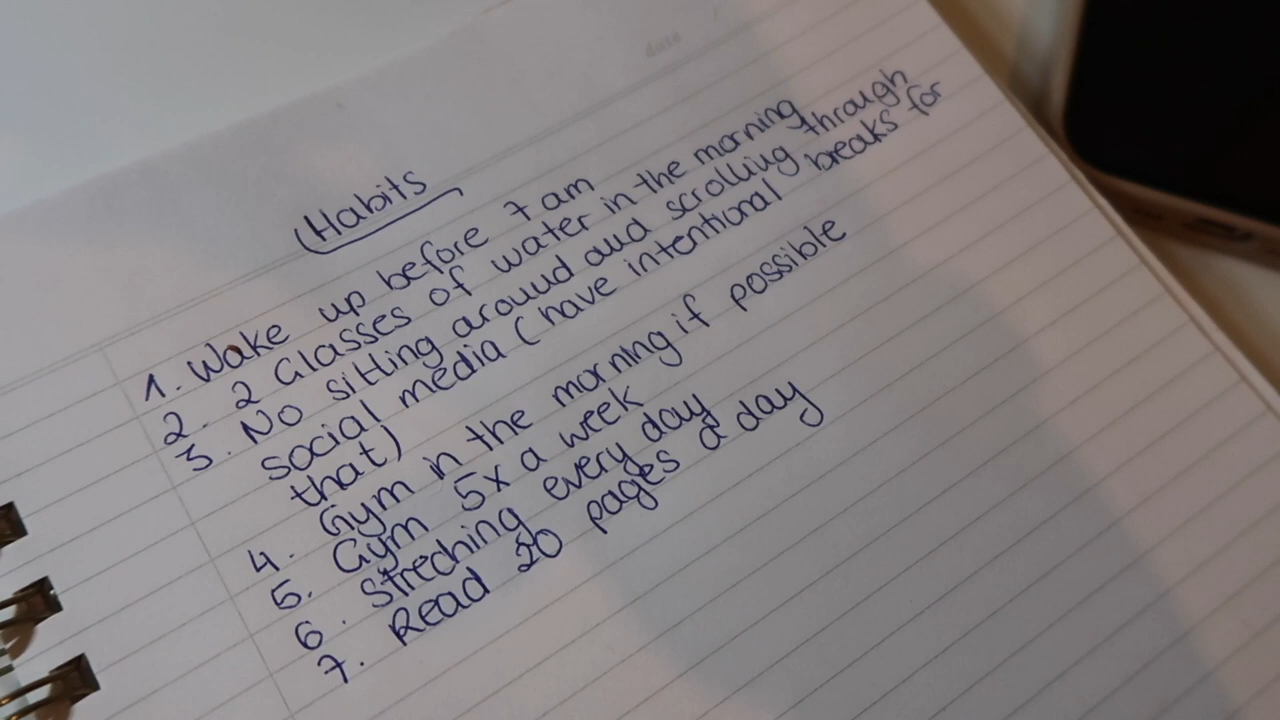 date
Habits
1. Wake up before 7 am
2. 2 Glasses of water in the morning
3. No sitting around and scrolling through
social media (have intentional breaks for
that)
4. Gym in the morning if possible
5. Gym 5x a week
6. Streching every day
7. Read 20 pages a day